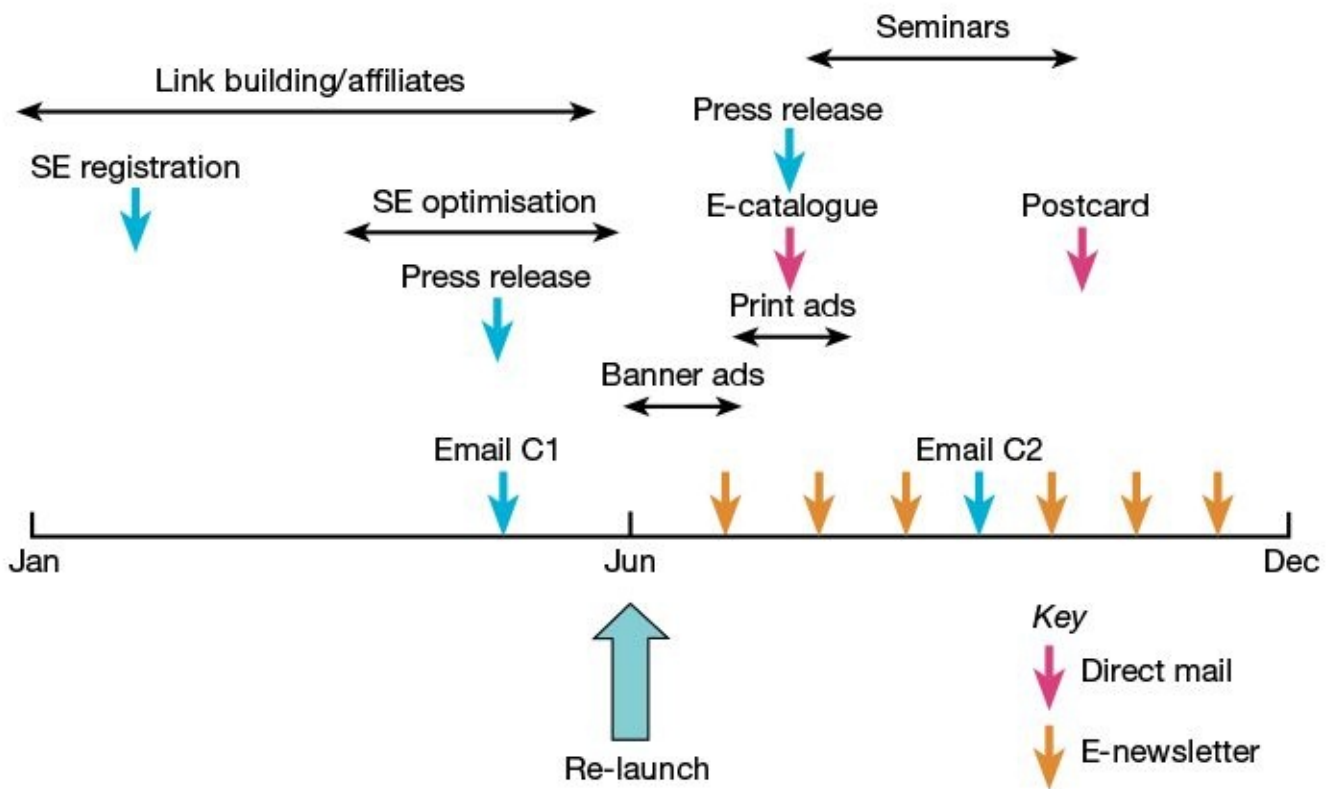 Seminars
Link building/affiliates
Press release
SE registration
SE optimisation
E-catalogue
Postcard
Press release
Print ads
Banner ads
Email C1
Email C2
Jan
Jun
Dec
Key
Direct mail
E-newsletter
Re-launch